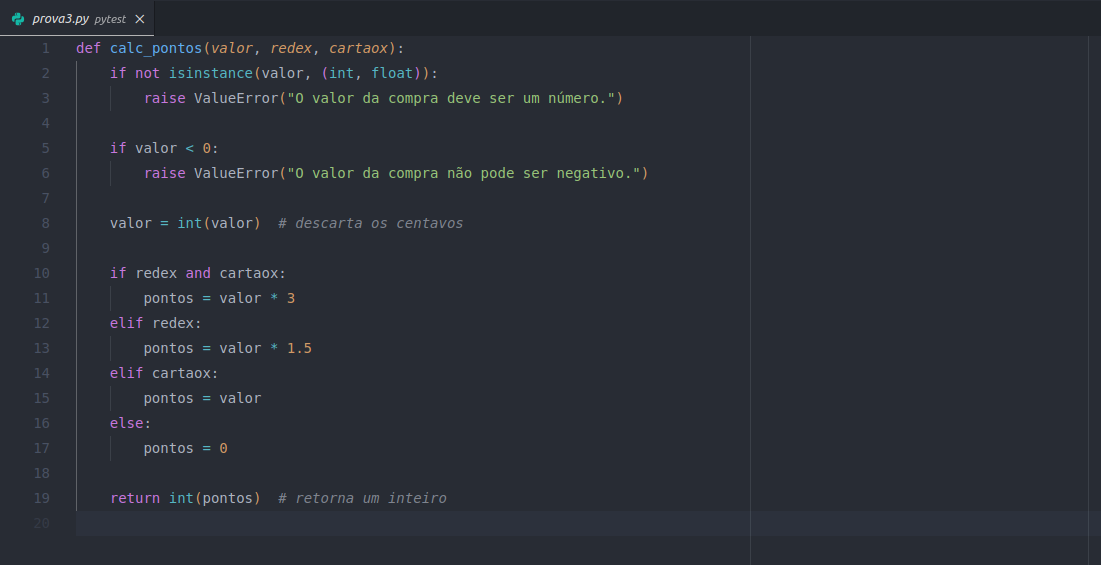 prova3.py pytest ×
1 def calc_pontos(valor, redex, cartaox):
2     if not isinstance(valor, (int, float)):
3         raise ValueError("O valor da compra deve ser um número.")
4
5     if valor < 0:
6         raise ValueError("O valor da compra não pode ser negativo.")
7
8     valor = int(valor)  # descarta os centavos
9
10     if redex and cartaox:
11         pontos = valor * 3
12     elif redex:
13         pontos = valor * 1.5
14     elif cartaox:
15         pontos = valor
16     else:
17         pontos = 0
18
19     return int(pontos)  # retorna um inteiro
20